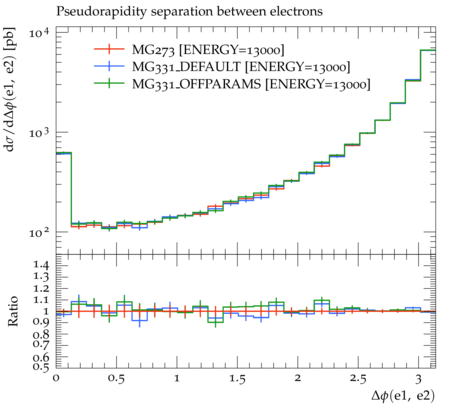 Pseudorapidity separation between electrons
dσ/dΔϕ(e1, e2) [pb]
10^4
10^3
10^2
MG273 [ENERGY=13000]
MG331_DEFAULT [ENERGY=13000]
MG331_OFFPARAMS [ENERGY=13000]
Ratio
1.4
1.3
1.2
1.1
1
0.9
0.8
0.7
0.6
0.5
0 0.5 1 1.5 2 2.5 3
Δϕ(e1, e2)